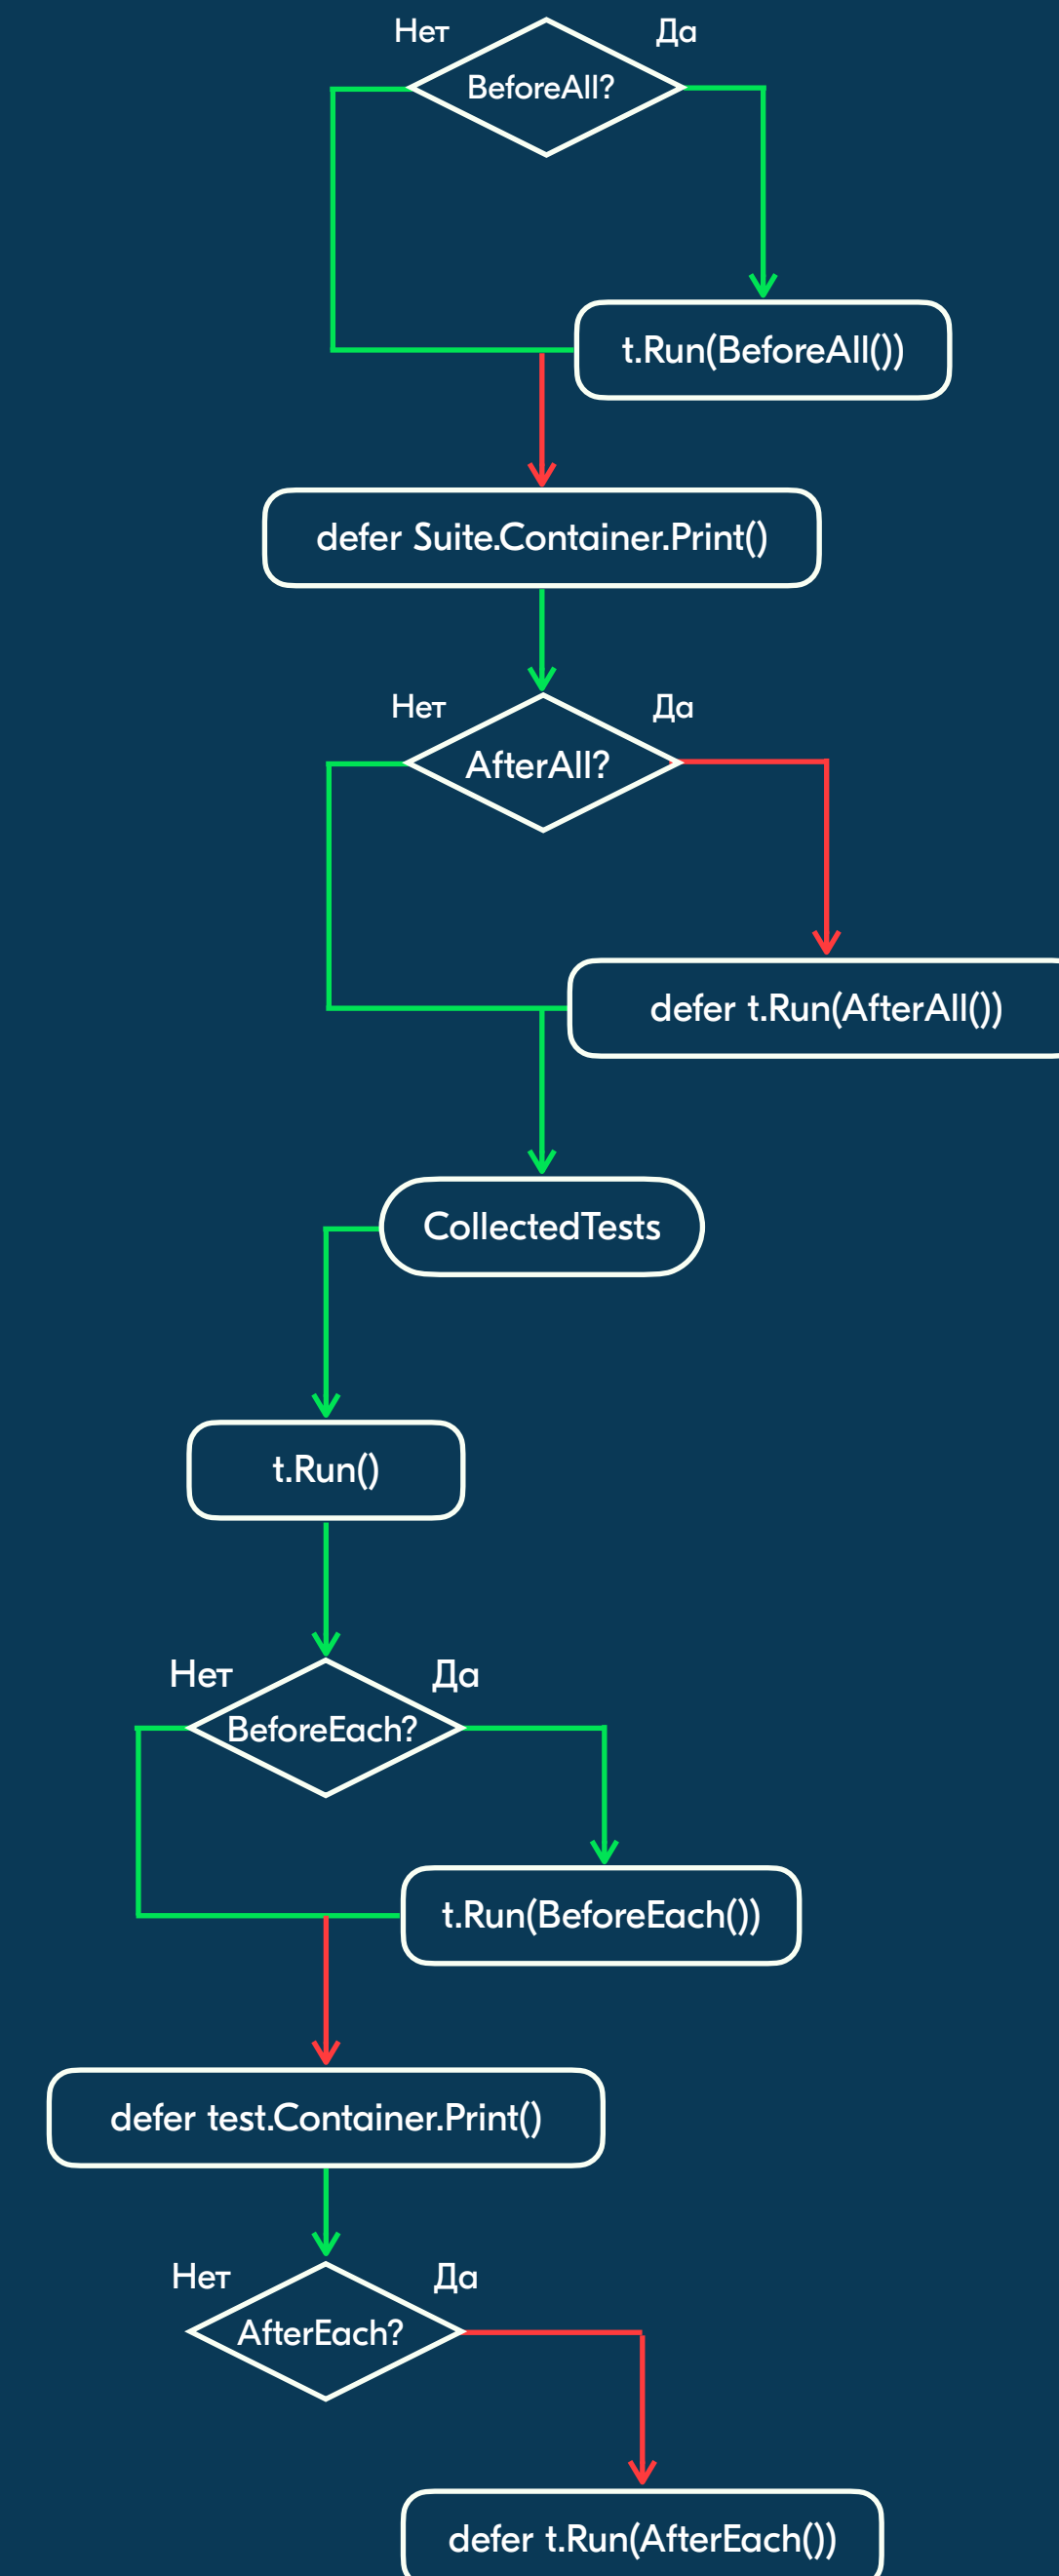 Нет
Да
BeforeAll?
t.Run(BeforeAll())
defer Suite.Container.Print()
Нет
Да
AfterAll?
defer t.Run(AfterAll())
CollectedTests
t.Run()
Нет
Да
BeforeEach?
t.Run(BeforeEach())
defer test.Container.Print()
Нет
Да
AfterEach?
defer t.Run(AfterEach())